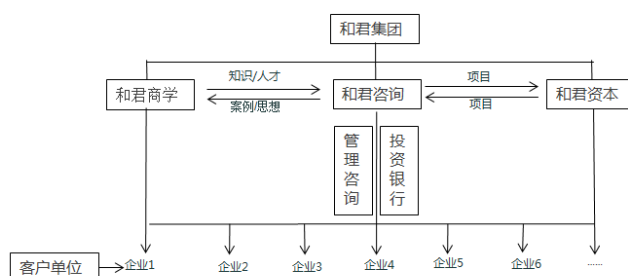 和君集团
知识/人才
项目
和君商学
和君咨询
和君资本
案例/思想
项目
管理咨询
投资银行
客户单位
企业1
企业2
企业3
企业4
企业5
企业6
……